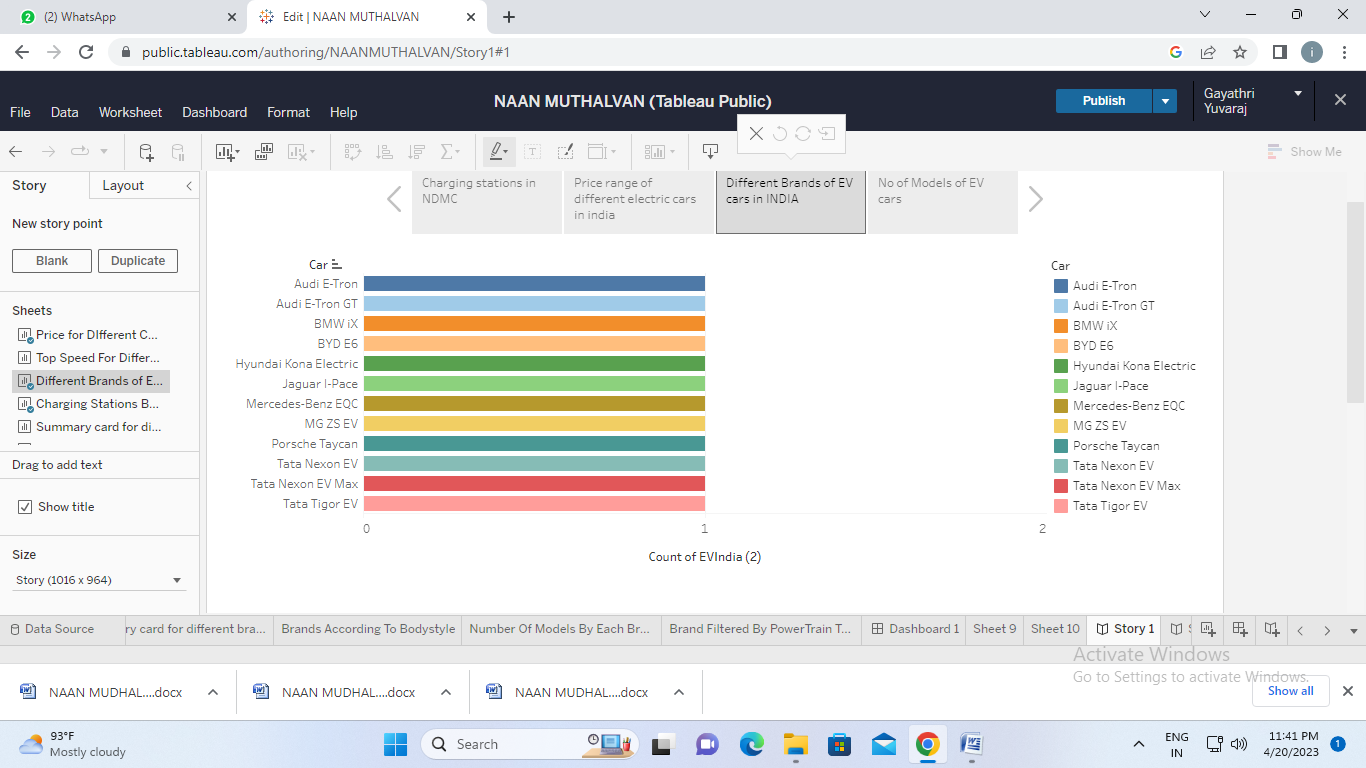 (2) WhatsApp
Edit | NAAN MUTHALVAN
public.tableau.com/authoring/NAANMUTHALVAN/Story1#1
i
NAAN MUTHALVAN (Tableau Public)
Publish
Gayathri
Yuvaraj
File Data Worksheet Dashboard Format Help
Show Me
Story Layout
New story point
Blank Duplicate
Sheets
Price for DIfferent C...
Top Speed For Differ...
Different Brands of E...
Charging Stations B...
Summary card for di...
Drag to add text
Show title
Size
Story (1016 x 964)
Charging stations in
NDMC
Price range of
different electric cars
in india
Different Brands of EV
cars in INDIA
No of Models of EV
cars
Car
Audi E-Tron
Audi E-Tron GT
BMW iX
BYD E6
Hyundai Kona Electric
Jaguar I-Pace
Mercedes-Benz EQC
MG ZS EV
Porsche Taycan
Tata Nexon EV
Tata Nexon EV Max
Tata Tigor EV
0 1 2
Count of EVIndia (2)
Car
Audi E-Tron
Audi E-Tron GT
BMW iX
BYD E6
Hyundai Kona Electric
Jaguar I-Pace
Mercedes-Benz EQC
MG ZS EV
Porsche Taycan
Tata Nexon EV
Tata Nexon EV Max
Tata Tigor EV
Data Source ry card for different bra... Brands According To Bodystyle Number Of Models By Each Br... Brand Filtered By PowerTrain T... Dashboard 1 Sheet 9 Sheet 10 Story 1
Activate Windows
Go to Settings to activate Windows.
NAAN MUDHAL....docx NAAN MUDHAL....docx NAAN MUDHAL....docx Show all
93°F
Mostly cloudy
Search
ENG
IN
11:41 PM
4/20/2023
1